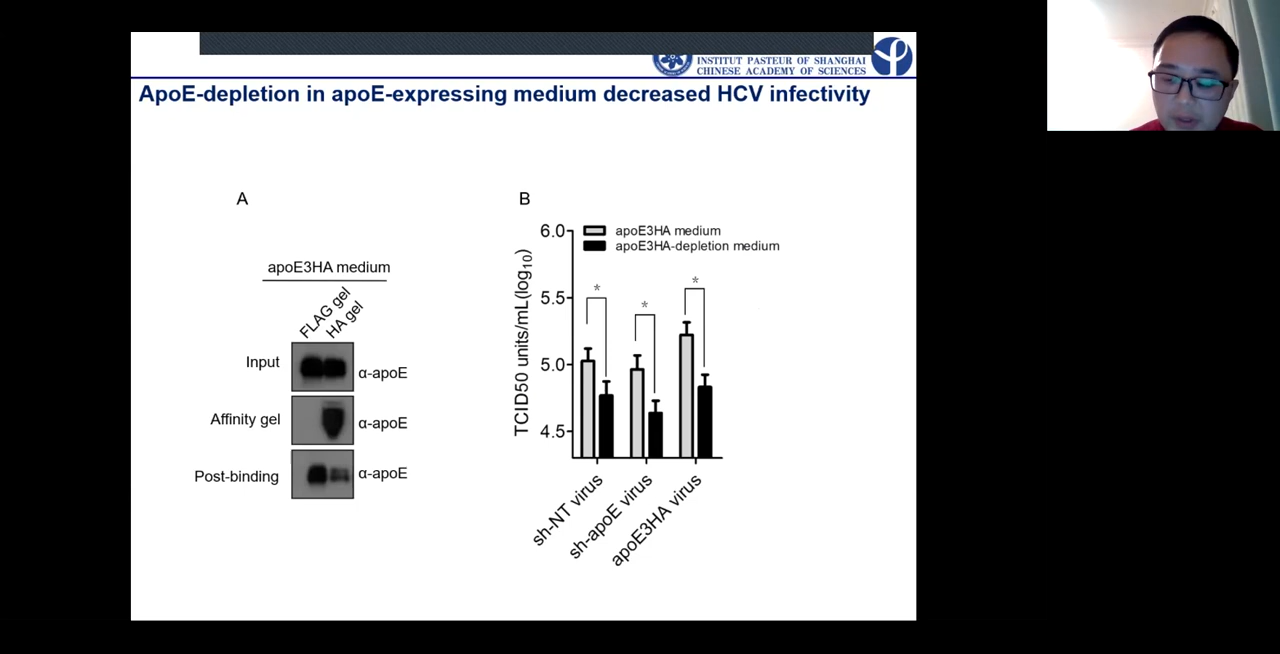 INSTITUT PASTEUR OF SHANGHAI
CHINESE ACADEMY OF SCIENCES
ApoE-depletion in apoE-expressing medium decreased HCV infectivity
A
apoE3HA medium
FLAG gel
HA gel
Input
α-apoE
Affinity gel
α-apoE
Post-binding
α-apoE
B
apoE3HA medium
apoE3HA-depletion medium
TCID50 units/mL(log10)
6.0
5.5
5.0
4.5
*
*
*
sh-NT virus
sh-apoE virus
apoE3HA virus